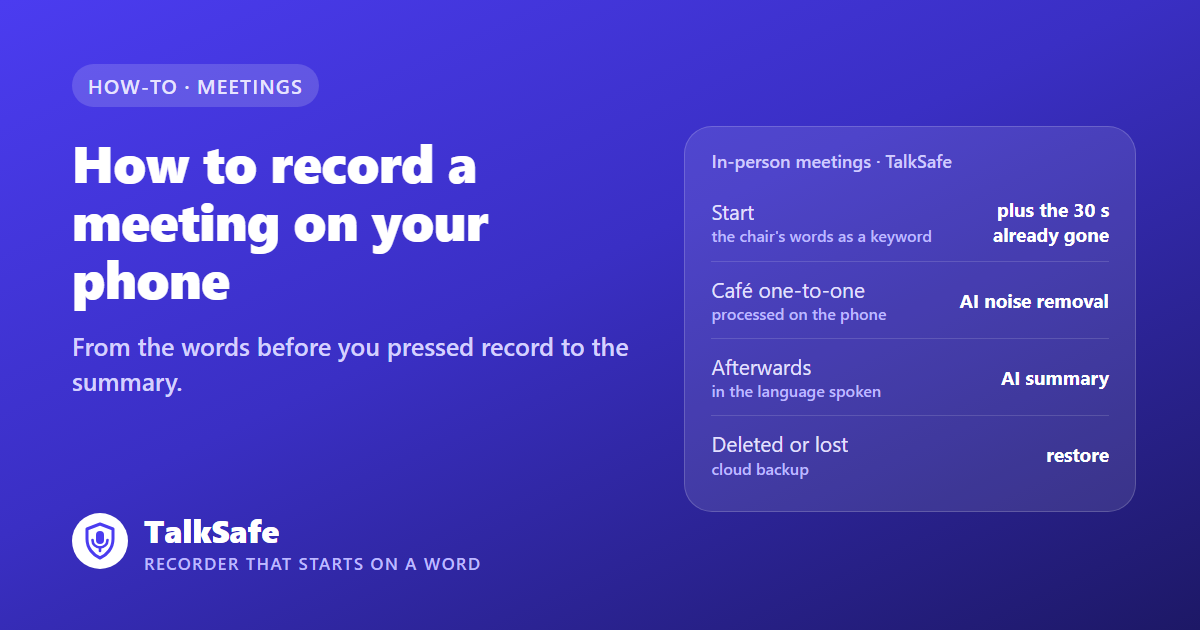 HOW-TO · MEETINGS
How to record a
meeting on your
phone
From the words before you pressed record to the
summary.
TalkSafe
RECORDER THAT STARTS ON A WORD
In-person meetings · TalkSafe
Start
the chair's words as a keyword
plus the 30 s
already gone
Café one-to-one
processed on the phone
AI noise removal
Afterwards
in the language spoken
AI summary
Deleted or lost
cloud backup
restore